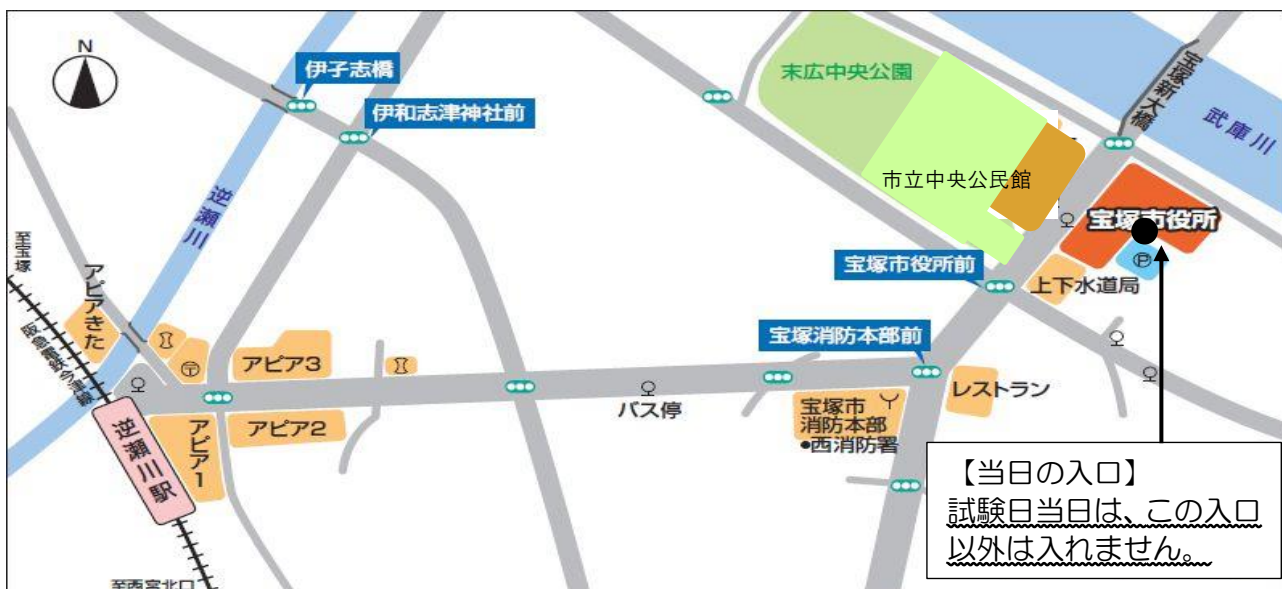 N
伊子志橋
伊和志津神社前
末広中央公園
宝塚新大橋
武庫川
市立中央公民館
逆瀬川
宝塚市役所
P
至宝塚
宝塚市役所前
上下水道局
アピアきた
阪急電鉄今津線
宝塚消防本部前
アピア3
〒
レストラン
バス停
宝塚市
消防本部
●西消防署
アピア2
アピア1
逆瀬川駅
【当日の入口】
試験日当日は、この入口
以外は入れません。
至西宮北口